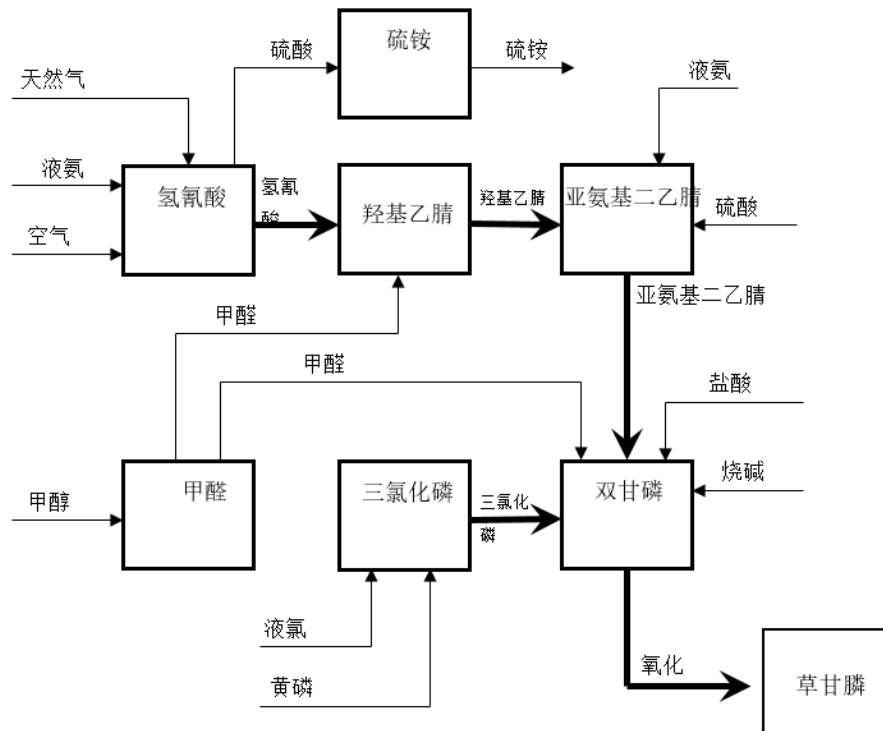 硫铵
硫酸
硫铵
天然气
液氨
液氨
氢氰酸
氢氰
酸
羟基乙腈
羟基乙腈
亚氨基二乙腈
硫酸
空气
亚氨基二乙腈
甲醛
甲醛
盐酸
甲醛
三氯化磷
三氯化
磷
双甘磷
烧碱
甲醇
液氯
黄磷
氧化
草甘膦